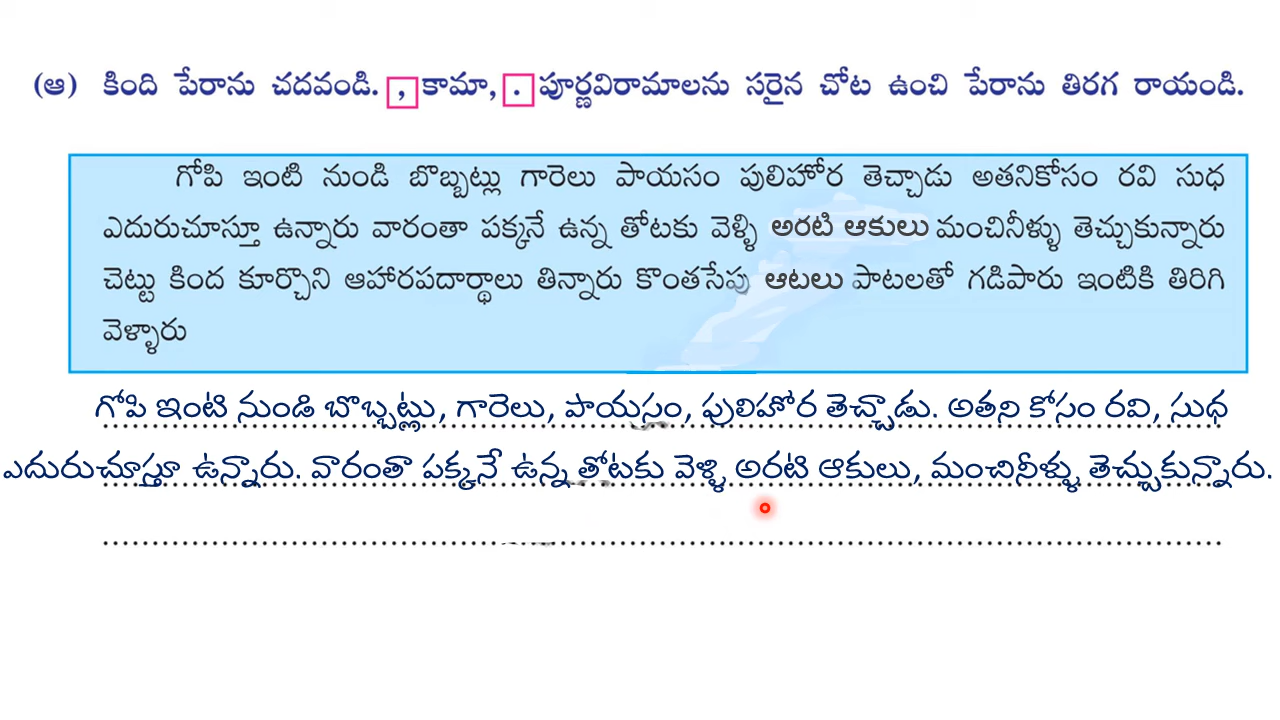 (ఆ) కింది పేరాను చదవండి. , కామా, . పూర్ణవిరామాలను సరైన చోట ఉంచి పేరాను తిరగ రాయండి.
గోపి ఇంటి నుండి బొబ్బట్లు గారెలు పాయసం పులిహోర తెచ్చాడు అతనికోసం రవి సుధ
ఎదురుచూస్తూ ఉన్నారు వారంతా పక్కనే ఉన్న తోటకు వెళ్ళి అరటి ఆకులు మంచినీళ్ళు తెచ్చుకున్నారు
చెట్టు కింద కూర్చొని ఆహారపదార్థాలు తిన్నారు కొంతసేపు ఆటలు పాటలతో గడిపారు ఇంటికి తిరిగి
వెళ్ళారు
గోపి ఇంటి నుండి బొబ్బట్లు, గారెలు, పాయసం, పులిహోర తెచ్చాడు. అతని కోసం రవి, సుధ
ఎదురుచూస్తూ ఉన్నారు. వారంతా పక్కనే ఉన్న తోటకు వెళ్ళి అరటి ఆకులు, మంచినీళ్ళు తెచ్చుకున్నారు.